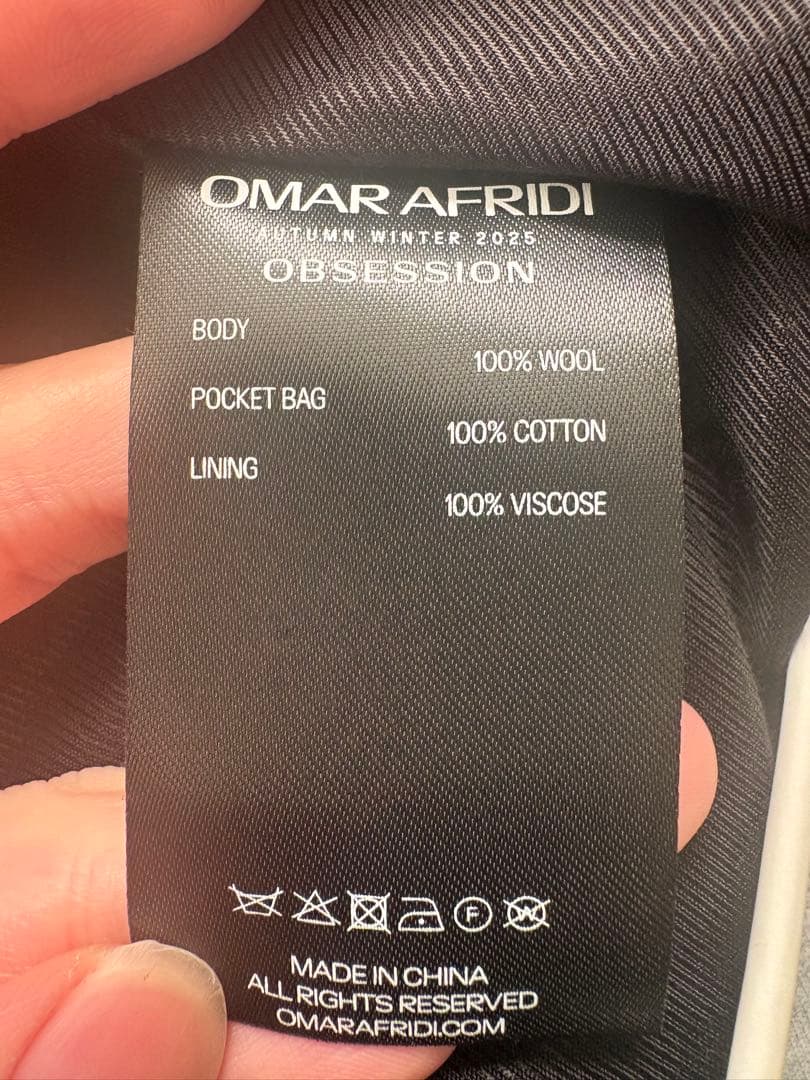 OMAR AFRIDI
AUTUMN WINTER 2025
OBSESSION
BODY
100% WOOL
POCKET BAG
100% COTTON
LINING
100% VISCOSE
F W
MADE IN CHINA
ALL RIGHTS RESERVED
OMARAFRIDI.COM